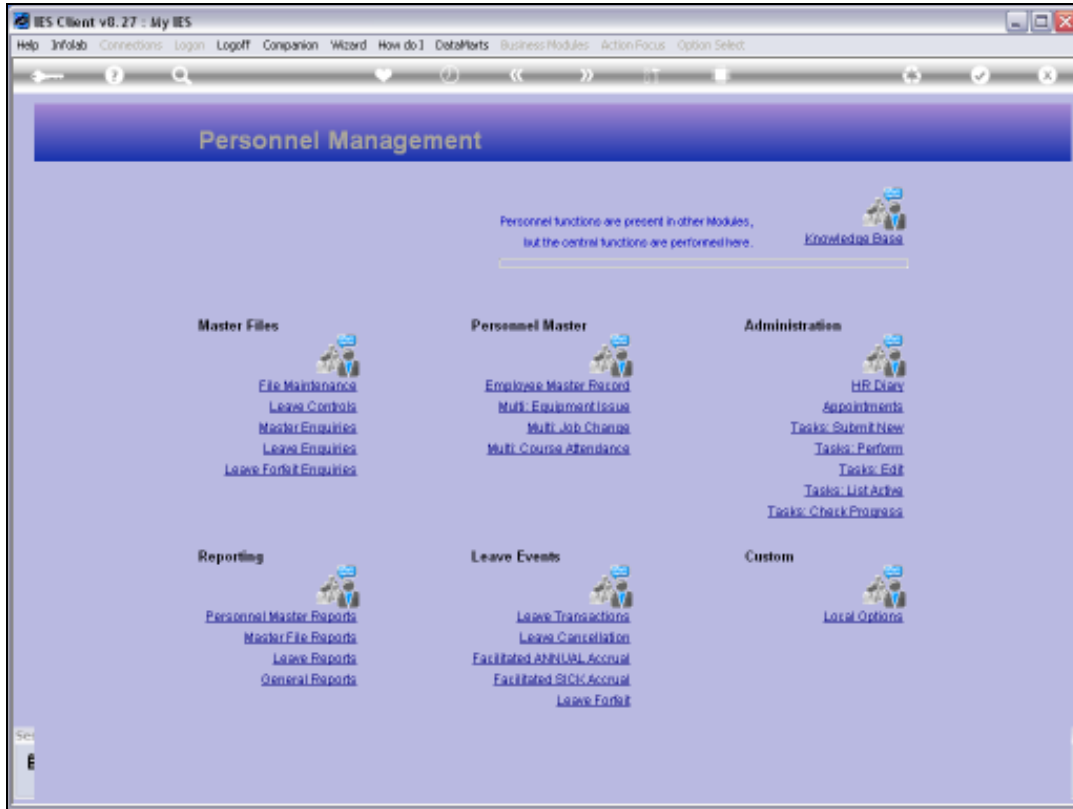 IES Client v8.27 : My IES
Help Infolab Connections Logon Logoff Companion Wizard How do I DataMarts Business Modules Action Focus Option Select
Personnel Management
Personnel functions are present in other Modules,
but the central functions are performed here.
Knowledge Base
Master Files
File Maintenance
Leave Controls
Master Enquiries
Leave Enquiries
Leave Forfeit Enquiries
Personnel Master
Employee Master Record
Multi: Equipment Issue
Multi: Job Change
Multi: Course Attendance
Administration
HR Diary
Appointments
Tasks: Submit New
Tasks: Perform
Tasks: Edit
Tasks: List Active
Tasks: Check Progress
Reporting
Personnel Master Reports
Master File Reports
Leave Reports
General Reports
Leave Events
Leave Transactions
Leave Cancellation
Facilitated ANNUAL Accrual
Facilitated SICK Accrual
Leave Forfeit
Custom
Local Options